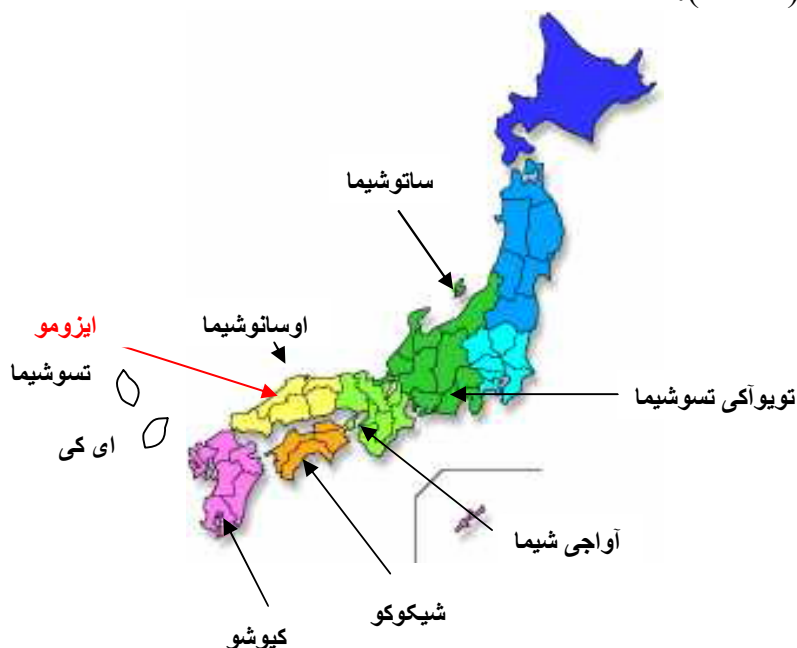 ساتوشیما
ایزومو
اوسانوشیما
تسوشیما
تویوآکی تسوشیما
ای کی
آواجی شیما
شیکوکو
کیوشو